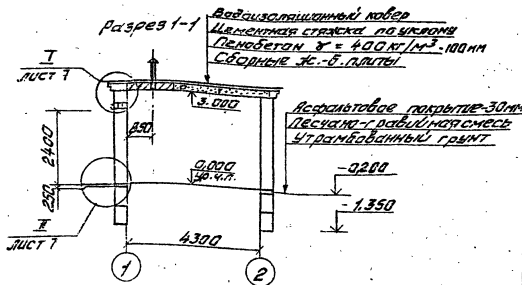 Разрез 1-1
Водоизоляционный ковер
Цементная стяжка по уклону
Пенобетон γ = 400 кг/м³ -100мм
Сборные ж.-б. плиты
I
лист 7
3.000
Асфальтовое покрытие-30мм
Песчано-гравийная смесь
Утрамбованный грунт
2400
850
0,000
ур.ч.п.
-0,200
250
-1.350
II
лист 7
4300
1
2